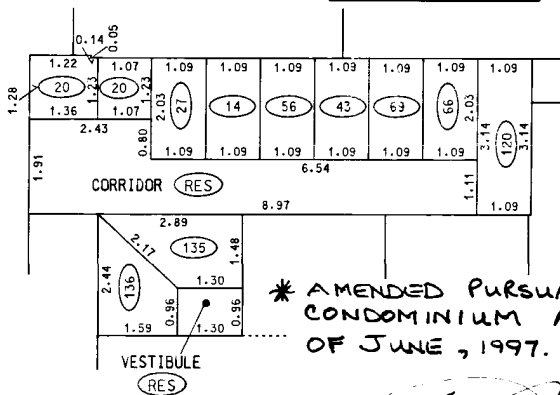 0.14 0.05
1.22 1.07 1.09 1.09 1.09 1.09 1.09 1.09 1.09
1.28 20 1.23 20 1.23 2.03 27 14 56 43 69 66 2.03
1.36 1.07
2.43 0.80 1.09 1.09 1.09 1.09 1.09 1.09 3.14 120 3.14
6.54
1.91 CORRIDOR RES 1.11
8.97 1.09
2.89
2.17 135 1.48
2.44 136 1.30
0.96 0.96
1.59 1.30
VESTIBULE
RES
* AMENDED PURSUA
CONDOMINIUM A
OF JUNE, 1997.